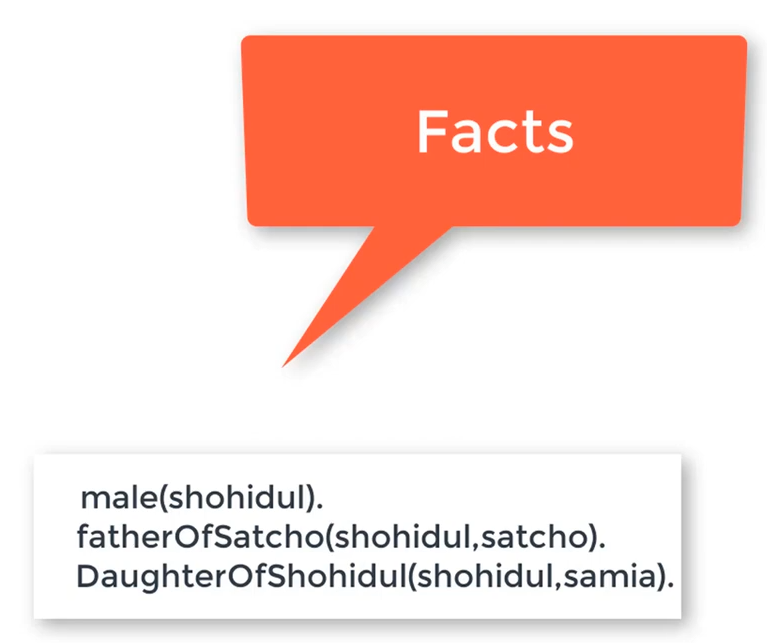 Facts
male(shohidul).
fatherOfSatcho(shohidul,satcho).
DaughterOfShohidul(shohidul,samia).